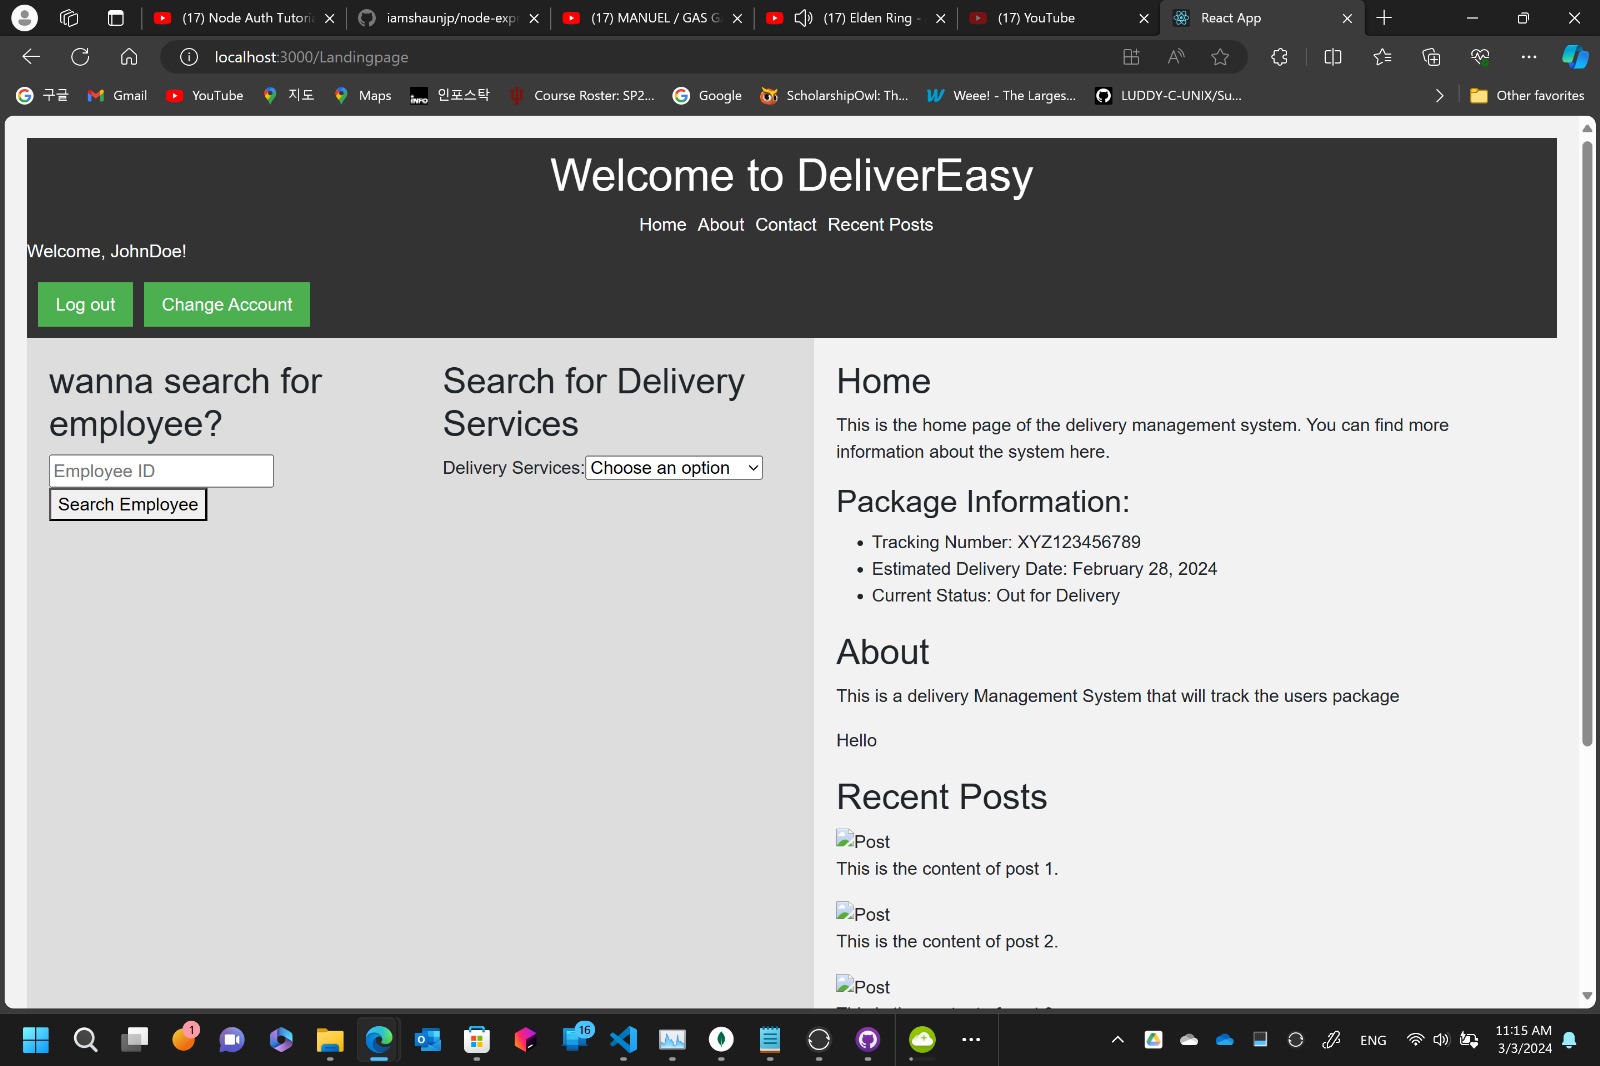 (17) Node Auth Tutori
iamshaunjp/node-exp
(17) MANUEL / GAS G
(17) Elden Ring -
(17) YouTube
React App
localhost:3000/Landingpage
구글
Gmail
YouTube
지도
Maps
인포스탁
Course Roster: SP2...
Google
ScholarshipOwl: Th...
Weee! - The Larges...
LUDDY-C-UNIX/Su...
Other favorites
Welcome to DeliverEasy
Home About Contact Recent Posts
Welcome, JohnDoe!
Log out
Change Account
wanna search for
employee?
Employee ID
Search Employee
Search for Delivery
Services
Delivery Services: Choose an option
Home
This is the home page of the delivery management system. You can find more
information about the system here.
Package Information:
Tracking Number: XYZ123456789
Estimated Delivery Date: February 28, 2024
Current Status: Out for Delivery
About
This is a delivery Management System that will track the users package
Hello
Recent Posts
Post
This is the content of post 1.
Post
This is the content of post 2.
Post
1
16
ENG
11:15 AM
3/3/2024